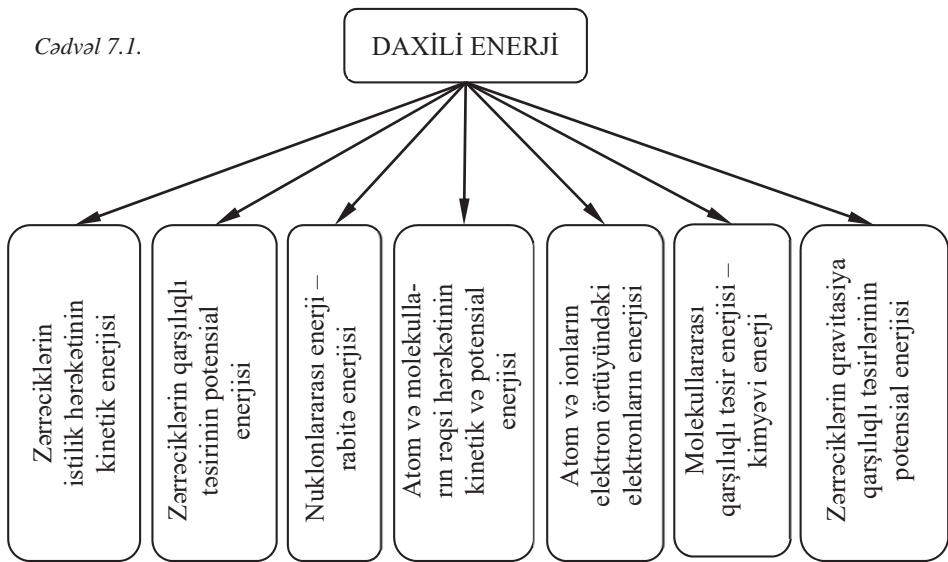 Cədvəl 7.1.
DAXİLİ ENERJİ
Zərrəciklərin
istilik hərəkətinin
kinetik enerjisi
Zərrəciklərin qarşılıqlı
təsirinin potensial
enerjisi
Nuklonlararası enerji –
rabitə enerjisi
Atom və molekulla-
rın rəqsi hərəkətinin
kinetik və potensial
enerjisi
Atom və ionların
elektron örtüyündəki
elektronların enerjisi
Molekullararası
qarşılıqlı təsir enerjisi –
kimyəvi enerji
Zərrəciklərin qravitasiya
qarşılıqlı təsirlərinin
potensial enerjisi